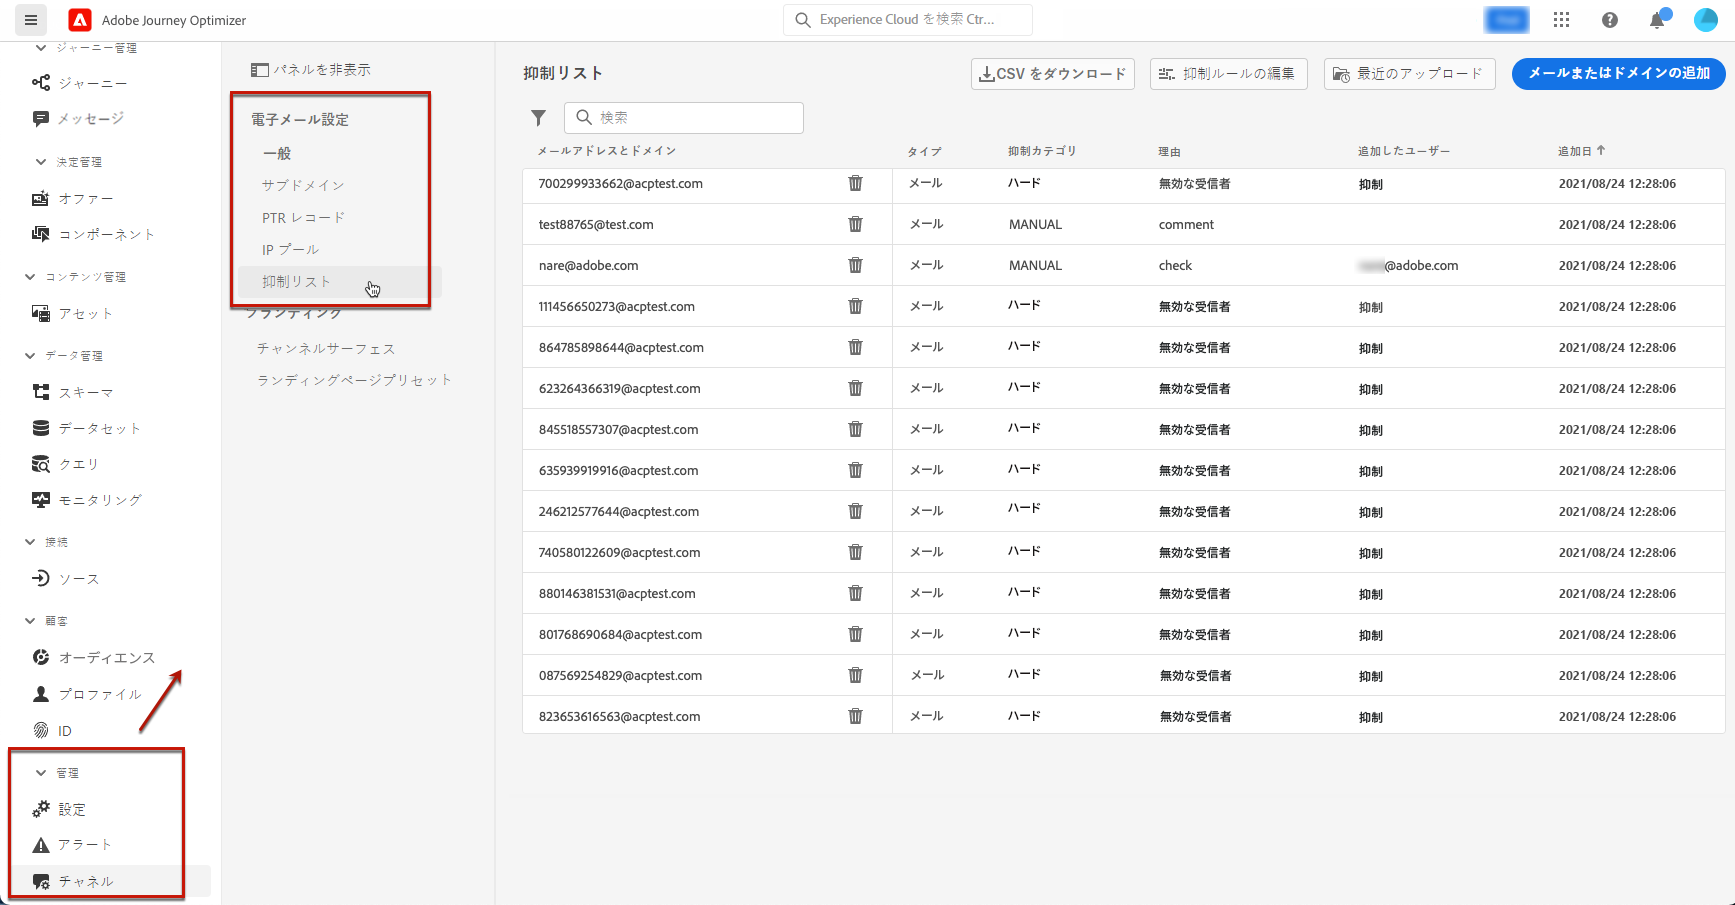 Adobe Journey Optimizer
Experience Cloud を検索 Ctr...
ジャーニー管理
ジャーニー
メッセージ
決定管理
オファー
コンポーネント
コンテンツ管理
アセット
データ管理
スキーマ
データセット
クエリ
モニタリング
接続
ソース
顧客
オーディエンス
プロファイル
ID
管理
設定
アラート
チャネル
パネルを非表示
電子メール設定
一般
サブドメイン
PTR レコード
IP プール
抑制リスト
ブランディング
チャンネルサーフェス
ランディングページプリセット
抑制リスト
CSV をダウンロード
抑制ルールの編集
最近のアップロード
メールまたはドメインの追加
検索
メールアドレスとドメイン タイプ 抑制カテゴリ 理由 追加したユーザー 追加日
700299933662@acptest.com メール ハード 無効な受信者 抑制 2021/08/24 12:28:06
test88765@test.com メール MANUAL comment 2021/08/24 12:28:06
nare@adobe.com メール MANUAL check @adobe.com 2021/08/24 12:28:06
111456650273@acptest.com メール ハード 無効な受信者 抑制 2021/08/24 12:28:06
864785898644@acptest.com メール ハード 無効な受信者 抑制 2021/08/24 12:28:06
623264366319@acptest.com メール ハード 無効な受信者 抑制 2021/08/24 12:28:06
845518557307@acptest.com メール ハード 無効な受信者 抑制 2021/08/24 12:28:06
635939919916@acptest.com メール ハード 無効な受信者 抑制 2021/08/24 12:28:06
246212577644@acptest.com メール ハード 無効な受信者 抑制 2021/08/24 12:28:06
740580122609@acptest.com メール ハード 無効な受信者 抑制 2021/08/24 12:28:06
880146381531@acptest.com メール ハード 無効な受信者 抑制 2021/08/24 12:28:06
801768690684@acptest.com メール ハード 無効な受信者 抑制 2021/08/24 12:28:06
087569254829@acptest.com メール ハード 無効な受信者 抑制 2021/08/24 12:28:06
823653616563@acptest.com メール ハード 無効な受信者 抑制 2021/08/24 12:28:06